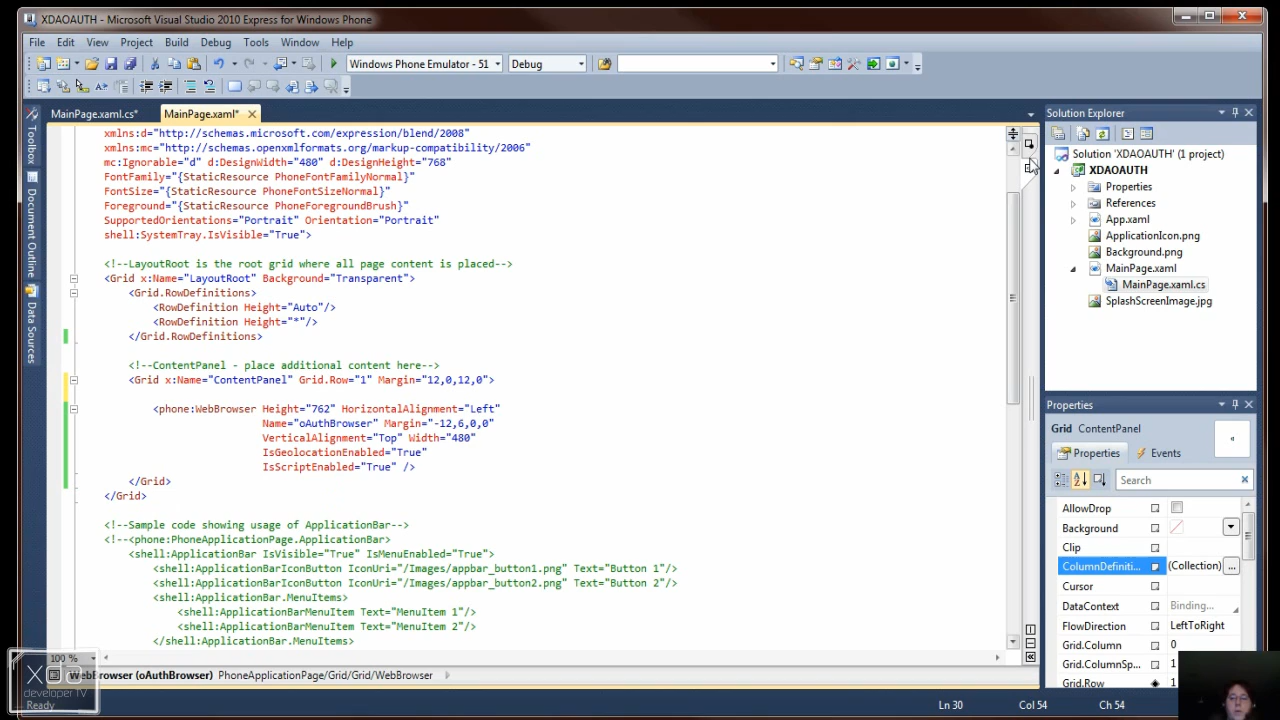 XDAOAUTH - Microsoft Visual Studio 2010 Express for Windows Phone
File Edit View Project Build Debug Tools Window Help
Windows Phone Emulator - 51 Debug
MainPage.xaml.cs* MainPage.xaml*
Toolbox
Document Outline
Data Sources
xmlns:d="http://schemas.microsoft.com/expression/blend/2008"
xmlns:mc="http://schemas.openxmlformats.org/markup-compatibility/2006"
mc:Ignorable="d" d:DesignWidth="480" d:DesignHeight="768"
FontFamily="{StaticResource PhoneFontFamilyNormal}"
FontSize="{StaticResource PhoneFontSizeNormal}"
Foreground="{StaticResource PhoneForegroundBrush}"
SupportedOrientations="Portrait" Orientation="Portrait"
shell:SystemTray.IsVisible="True">
<!--LayoutRoot is the root grid where all page content is placed-->
<Grid x:Name="LayoutRoot" Background="Transparent">
<Grid.RowDefinitions>
<RowDefinition Height="Auto"/>
<RowDefinition Height="*"/>
</Grid.RowDefinitions>
<!--ContentPanel - place additional content here-->
<Grid x:Name="ContentPanel" Grid.Row="1" Margin="12,0,12,0">
<phone:WebBrowser Height="762" HorizontalAlignment="Left"
Name="oAuthBrowser" Margin="-12,6,0,0"
VerticalAlignment="Top" Width="480"
IsGeolocationEnabled="True"
IsScriptEnabled="True" />
</Grid>
</Grid>
<!--Sample code showing usage of ApplicationBar-->
<!--<phone:PhoneApplicationPage.ApplicationBar>
<shell:ApplicationBar IsVisible="True" IsMenuEnabled="True">
<shell:ApplicationBarIconButton IconUri="/Images/appbar_button1.png" Text="Button 1"/>
<shell:ApplicationBarIconButton IconUri="/Images/appbar_button2.png" Text="Button 2"/>
<shell:ApplicationBar.MenuItems>
<shell:ApplicationBarMenuItem Text="MenuItem 1"/>
<shell:ApplicationBarMenuItem Text="MenuItem 2"/>
</shell:ApplicationBar.MenuItems>
100 %
WebBrowser (oAuthBrowser) PhoneApplicationPage/Grid/Grid/WebBrowser
Ready Ln 30 Col 54 Ch 54
developer TV
Solution Explorer
Solution 'XDAOAUTH' (1 project)
XDAOAUTH
Properties
References
App.xaml
ApplicationIcon.png
Background.png
MainPage.xaml
MainPage.xaml.cs
SplashScreenImage.jpg
Properties
Grid ContentPanel
Properties Events
Search
AllowDrop
Background
Clip
ColumnDefiniti... (Collection) ...
Cursor
DataContext Binding...
FlowDirection LeftToRight
Grid.Column 0
Grid.ColumnSp... 1
Grid.Row 1